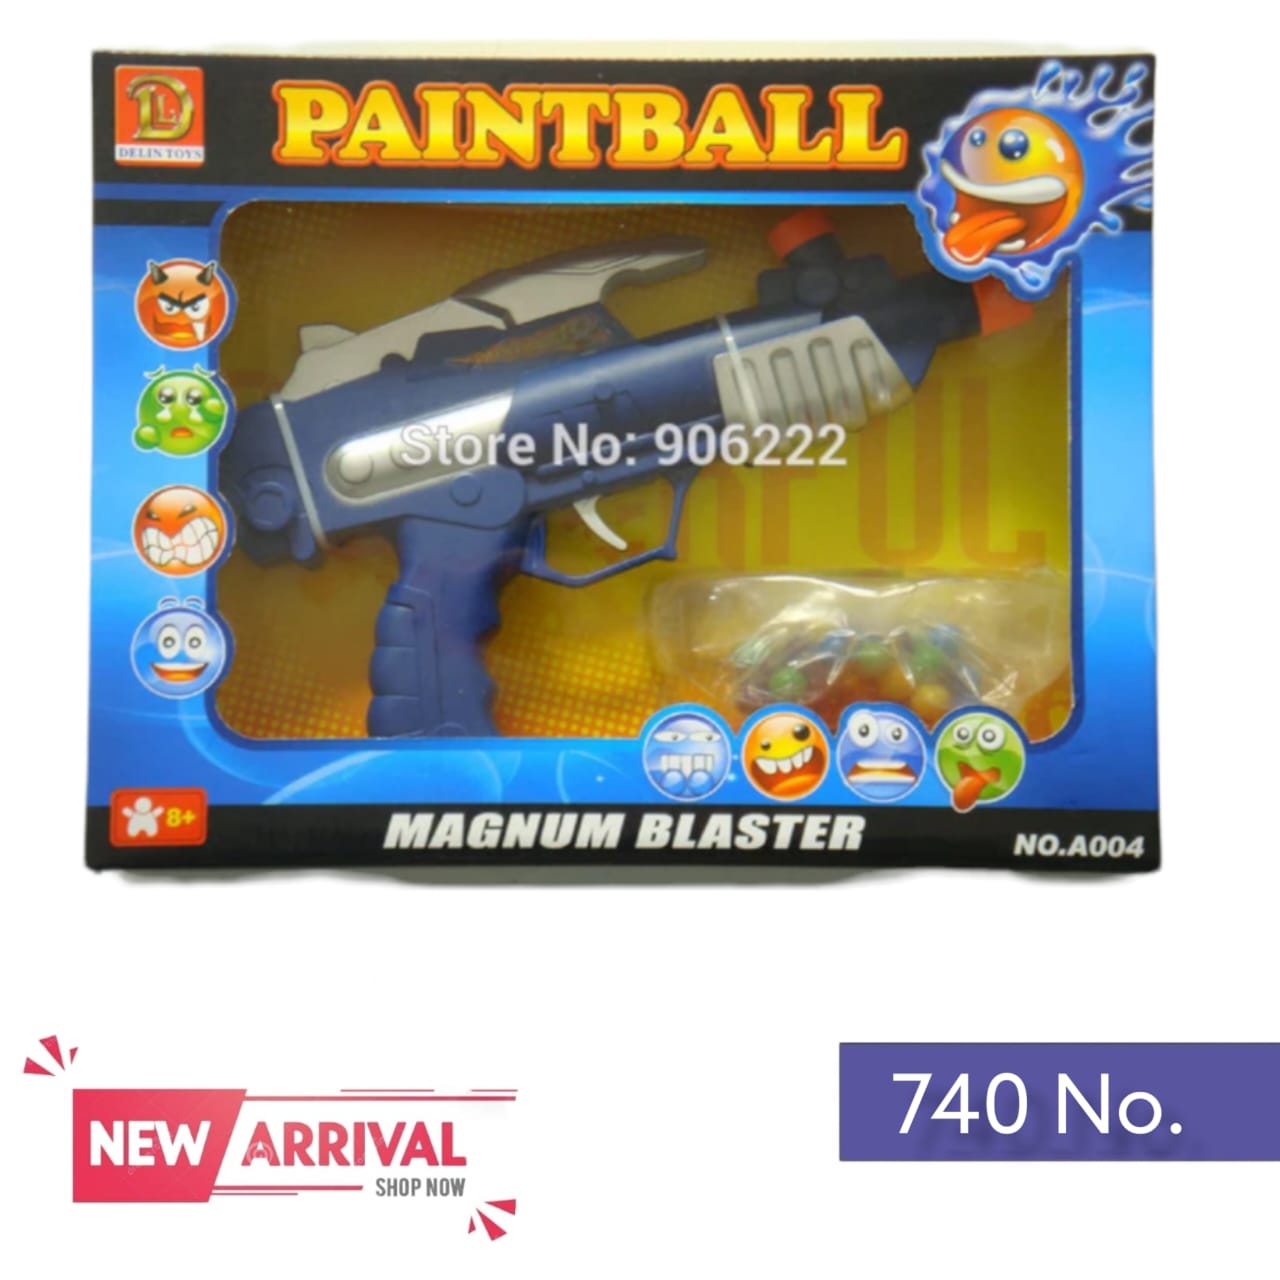 DL
DELIN TOYS
PAINTBALL
Store No: 906222
8+
MAGNUM BLASTER
NO.A004
NEW ARRIVAL
SHOP NOW
740 No.